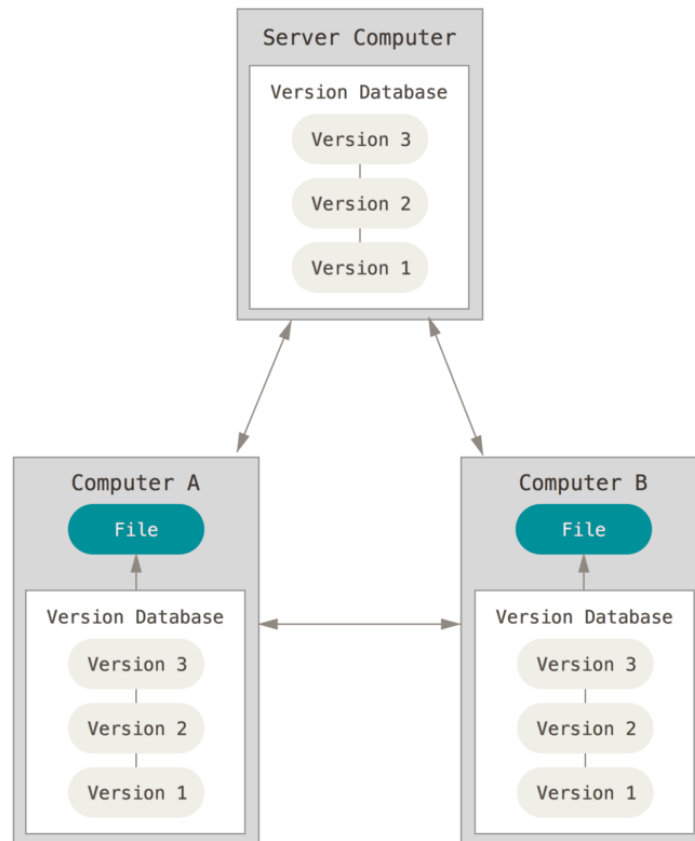 Server Computer
Version Database
Version 3
Version 2
Version 1
Computer A
File
Version Database
Version 3
Version 2
Version 1
Computer B
File
Version Database
Version 3
Version 2
Version 1